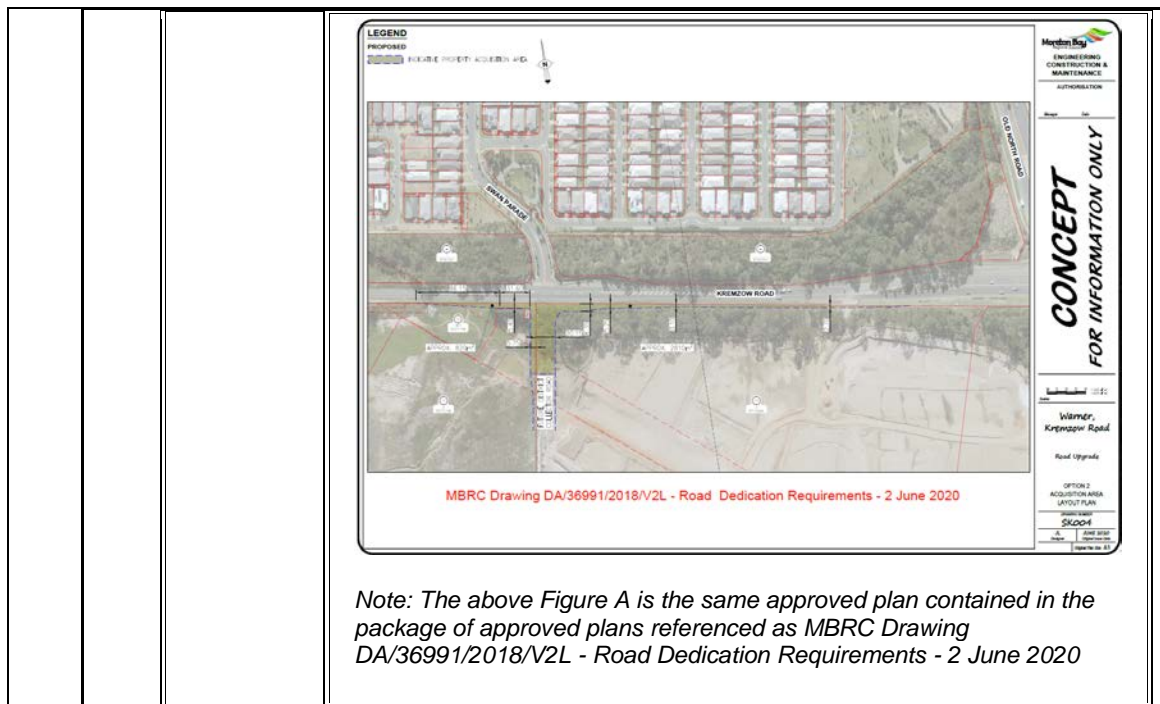 LEGEND
PROPOSED
INDICATIVE PROPERTY ACQUISITION AREA
N
Moreton Bay
ENGINEERING
CONSTRUCTION &
MAINTENANCE
AUTHORISATION
CONCEPT
FOR INFORMATION ONLY
OLD NORTH ROAD
SWAN PARADE
KREMZOW ROAD
Warner,
Kremzow Road
Road Upgrade
OPTION 2
ACQUISITION AREA
LAYOUT PLAN
SK004
JL
JUNE 2020
MBRC Drawing DA/36991/2018/V2L - Road Dedication Requirements - 2 June 2020
Note: The above Figure A is the same approved plan contained in the
package of approved plans referenced as MBRC Drawing
DA/36991/2018/V2L - Road Dedication Requirements - 2 June 2020